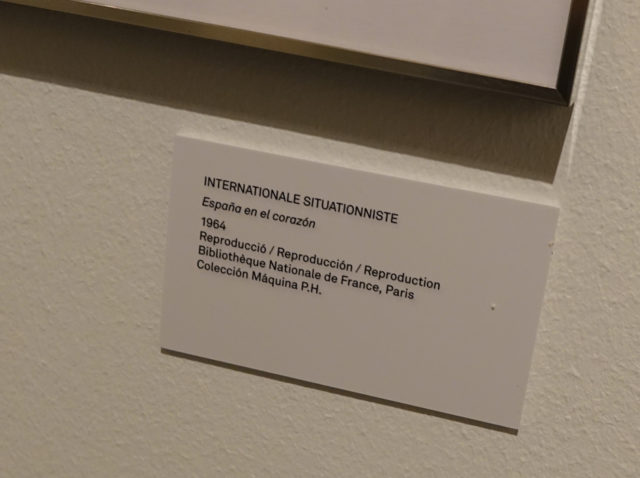 INTERNATIONALE SITUATIONNISTE
España en el corazón
1964
Reproducció / Reproducción / Reproduction
Bibliothèque Nationale de France, Paris
Colección Máquina P.H.